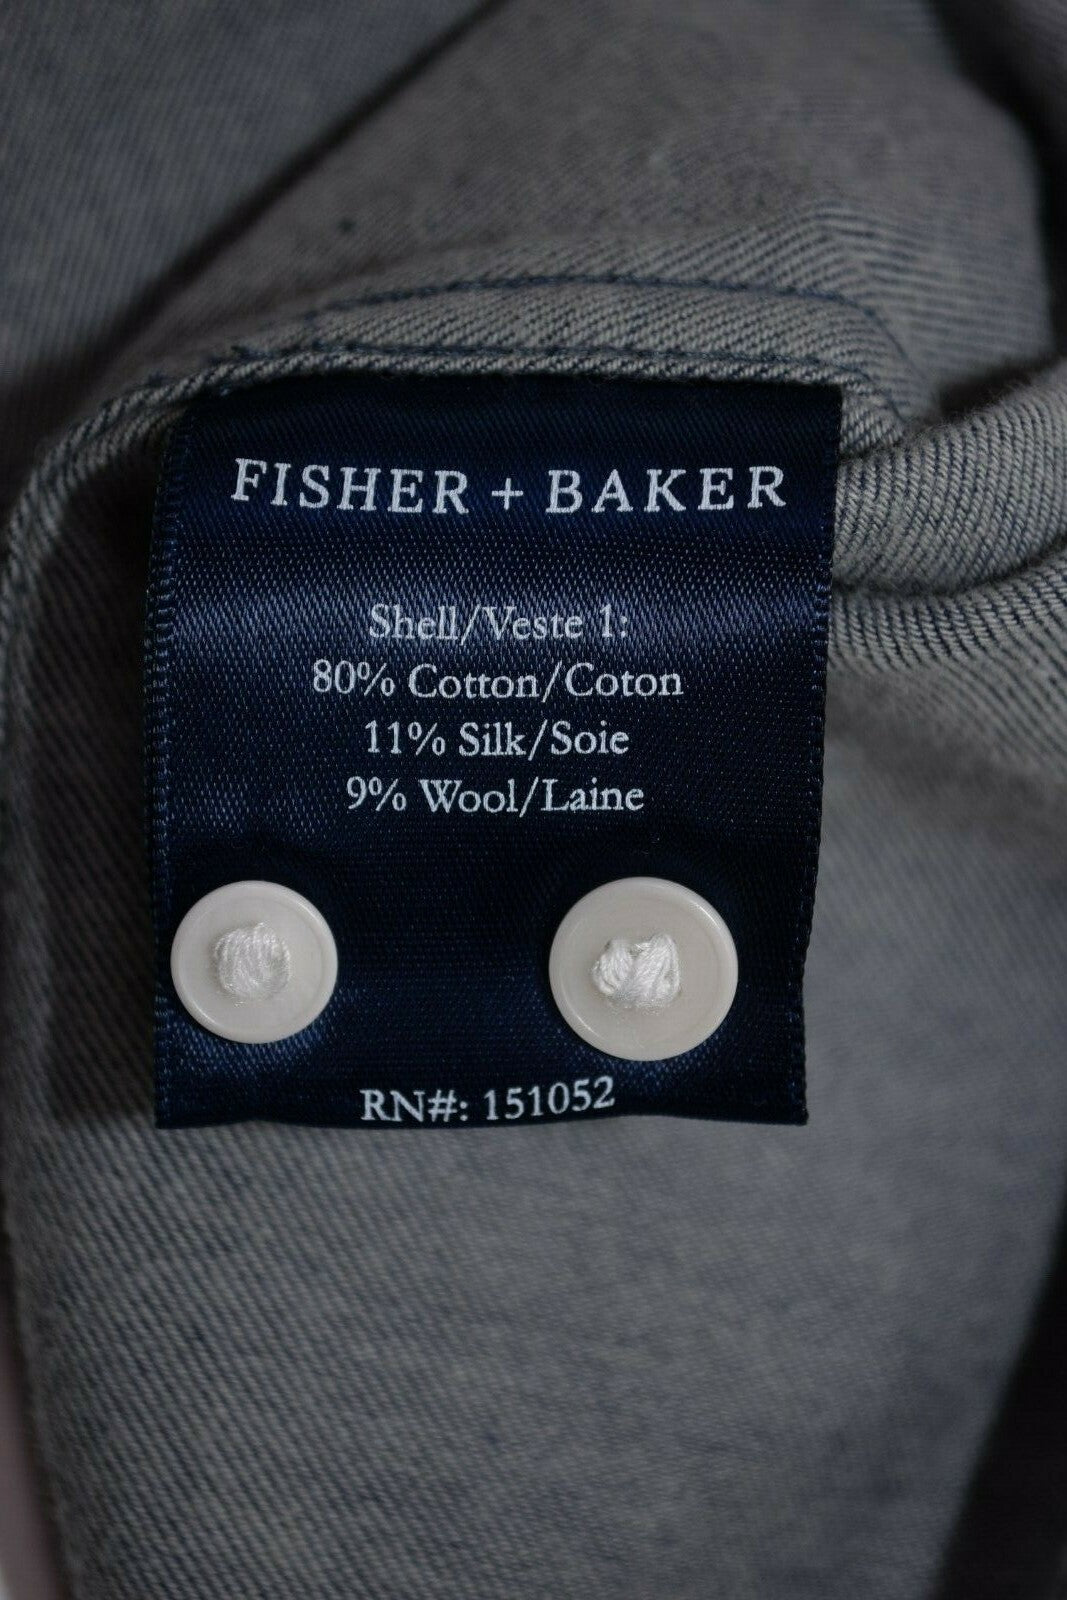 FISHER + BAKER
Shell/Veste 1:
80% Cotton/Coton
11% Silk/Soie
9% Wool/Laine
RN#: 151052